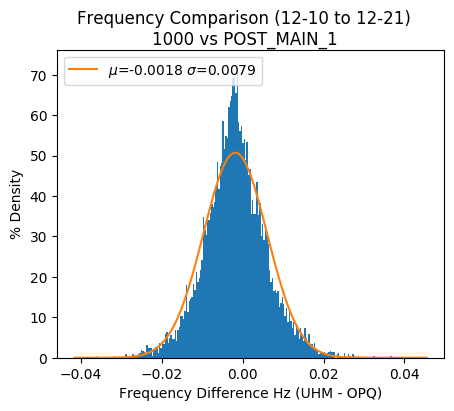 Frequency Comparison (12-10 to 12-21)
1000 vs POST_MAIN_1
μ=-0.0018 σ=0.0079
% Density
70
60
50
40
30
20
10
0
−0.04 −0.02 0.00 0.02 0.04
Frequency Difference Hz (UHM - OPQ)